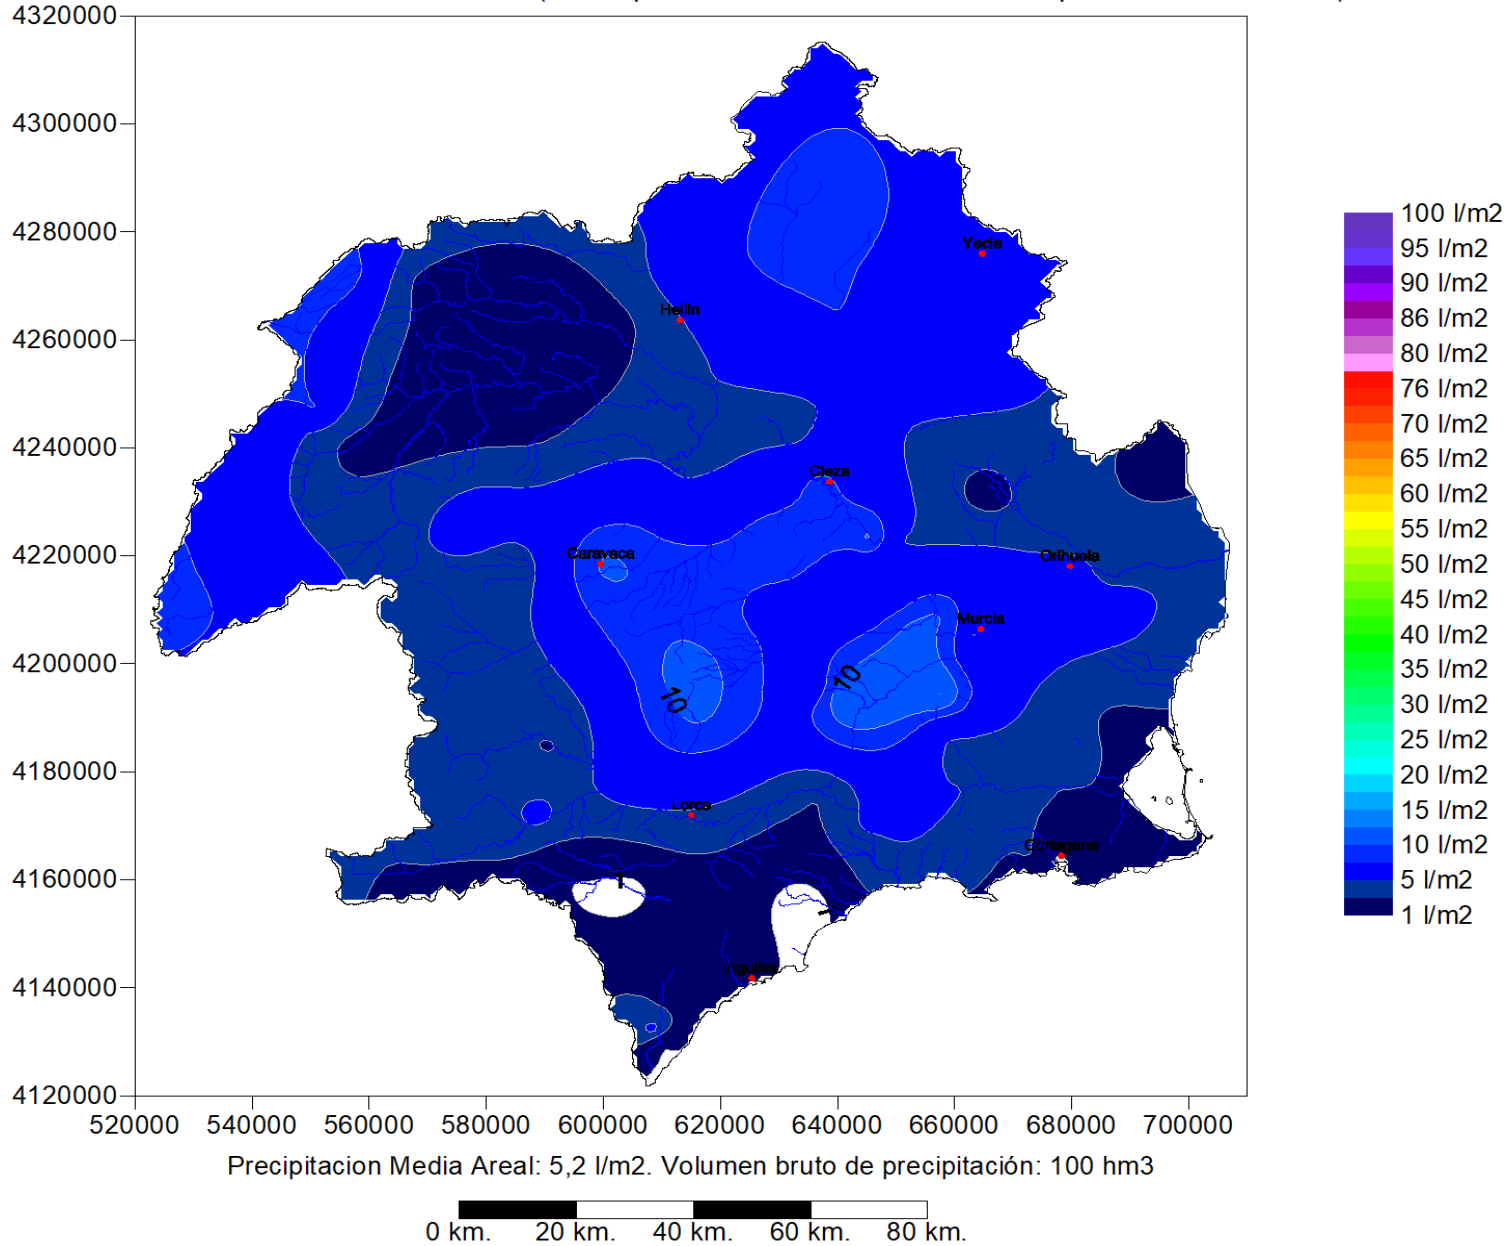 4320000
4300000
4280000
4260000
4240000
4220000
4200000
4180000
4160000
4140000
4120000
520000 540000 560000 580000 600000 620000 640000 660000 680000 700000
Yecla
Hellin
Cieza
Caravaca
Orihuela
Murcia
10
10
Lorca
Cartagena
1
1
Aguilas
100 l/m2
95 l/m2
90 l/m2
86 l/m2
80 l/m2
76 l/m2
70 l/m2
65 l/m2
60 l/m2
55 l/m2
50 l/m2
45 l/m2
40 l/m2
35 l/m2
30 l/m2
25 l/m2
20 l/m2
15 l/m2
10 l/m2
5 l/m2
1 l/m2
Precipitacion Media Areal: 5,2 l/m2. Volumen bruto de precipitación: 100 hm3
0 km. 20 km. 40 km. 60 km. 80 km.